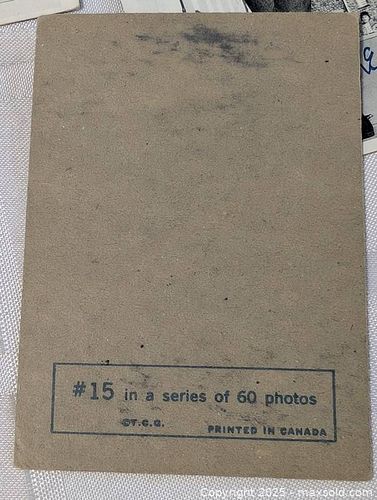 #15 in a series of 60 photos
©T.C.G. PRINTED IN CANADA
Copyright 2025 - maxsold.com